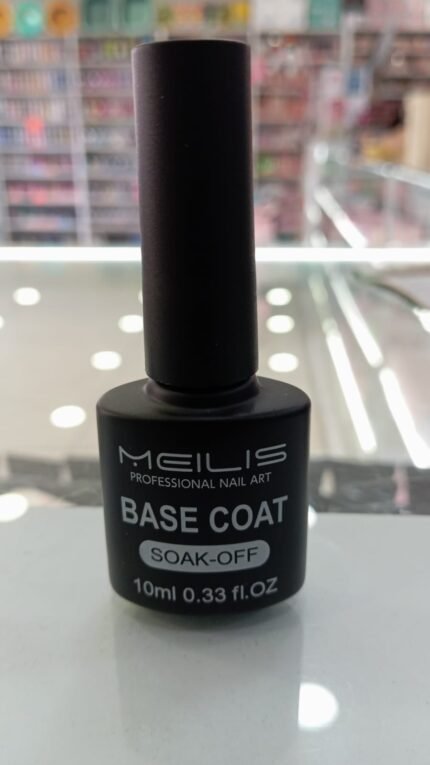 MEILIS
PROFESSIONAL NAIL ART
BASE COAT
SOAK-OFF
10ml 0.33 fl.OZ